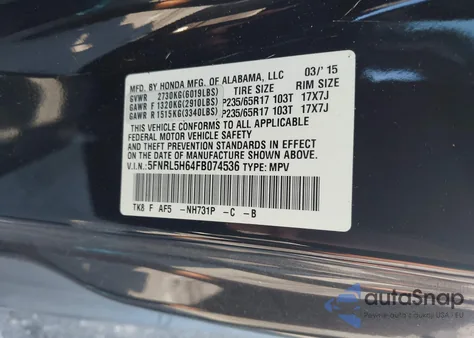 MFD. BY HONDA MFG. OF ALABAMA, LLC 03/'15
GVWR 2730KG(6019LBS) TIRE SIZE RIM SIZE
GAWR F 1320KG(2910LBS) P235/65R17 103T 17X7J
GAWR R 1515KG(3340LBS) P235/65R17 103T 17X7J
THIS VEHICLE CONFORMS TO ALL APPLICABLE
FEDERAL MOTOR VEHICLE SAFETY
AND THEFT PREVENTION STANDARDS IN EFFECT
ON THE DATE OF MANUFACTURE SHOWN ABOVE.
V.I.N.: 5FNRL5H64FB074536 TYPE: MPV
TK8 F AF5 -NH731P -C -B
autoSnap